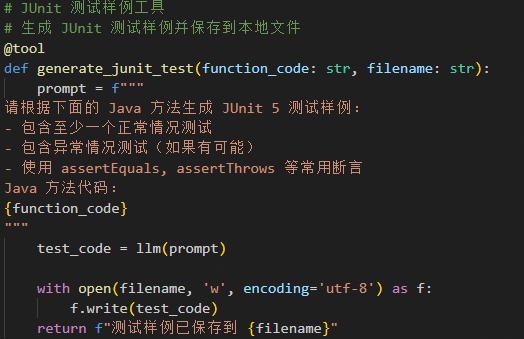 # JUnit 测试样例工具
# 生成 JUnit 测试样例并保存到本地文件
@tool
def generate_junit_test(function_code: str, filename: str):
    prompt = f"""
请根据下面的 Java 方法生成 JUnit 5 测试样例：
- 包含至少一个正常情况测试
- 包含异常情况测试（如果有可能）
- 使用 assertEquals, assertThrows 等常用断言
Java 方法代码：
{function_code}
"""
    test_code = llm(prompt)
    with open(filename, 'w', encoding='utf-8') as f:
        f.write(test_code)
    return f"测试样例已保存到 {filename}"